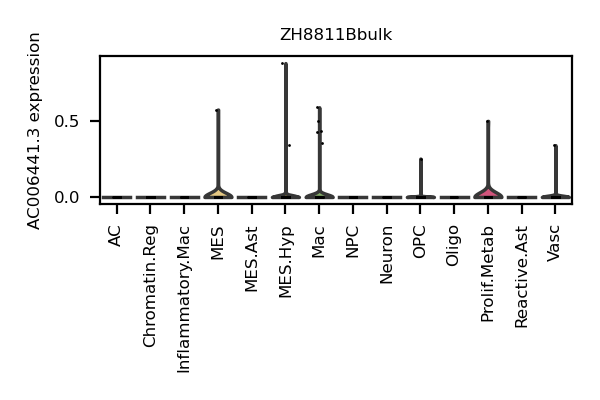 ZH8811Bbulk
AC006441.3 expression
0.5
0.0
AC
Chromatin.Reg
Inflammatory.Mac
MES
MES.Ast
MES.Hyp
Mac
NPC
Neuron
OPC
Oligo
Prolif.Metab
Reactive.Ast
Vasc